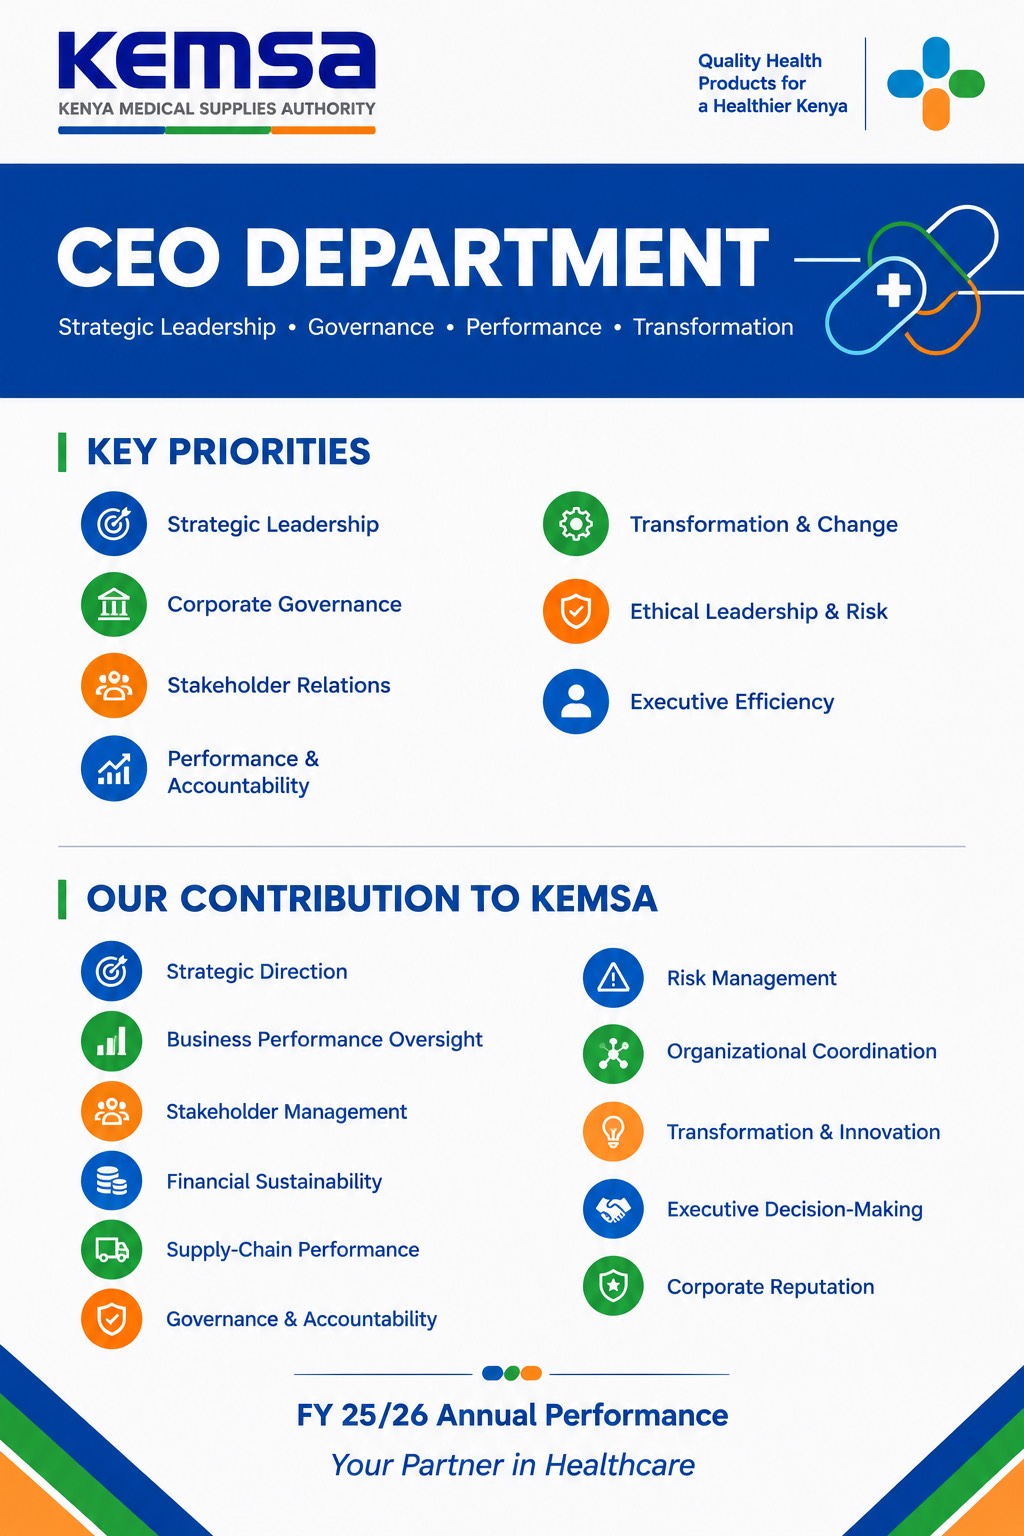 KEMSA
KENYA MEDICAL SUPPLIES AUTHORITY
Quality Health
Products for
a Healthier Kenya
CEO DEPARTMENT
Strategic Leadership • Governance • Performance • Transformation
KEY PRIORITIES
Strategic Leadership
Corporate Governance
Stakeholder Relations
Performance &
Accountability
Transformation & Change
Ethical Leadership & Risk
Executive Efficiency
OUR CONTRIBUTION TO KEMSA
Strategic Direction
Business Performance Oversight
Stakeholder Management
Financial Sustainability
Supply-Chain Performance
Governance & Accountability
Risk Management
Organizational Coordination
Transformation & Innovation
Executive Decision-Making
Corporate Reputation
FY 25/26 Annual Performance
Your Partner in Healthcare